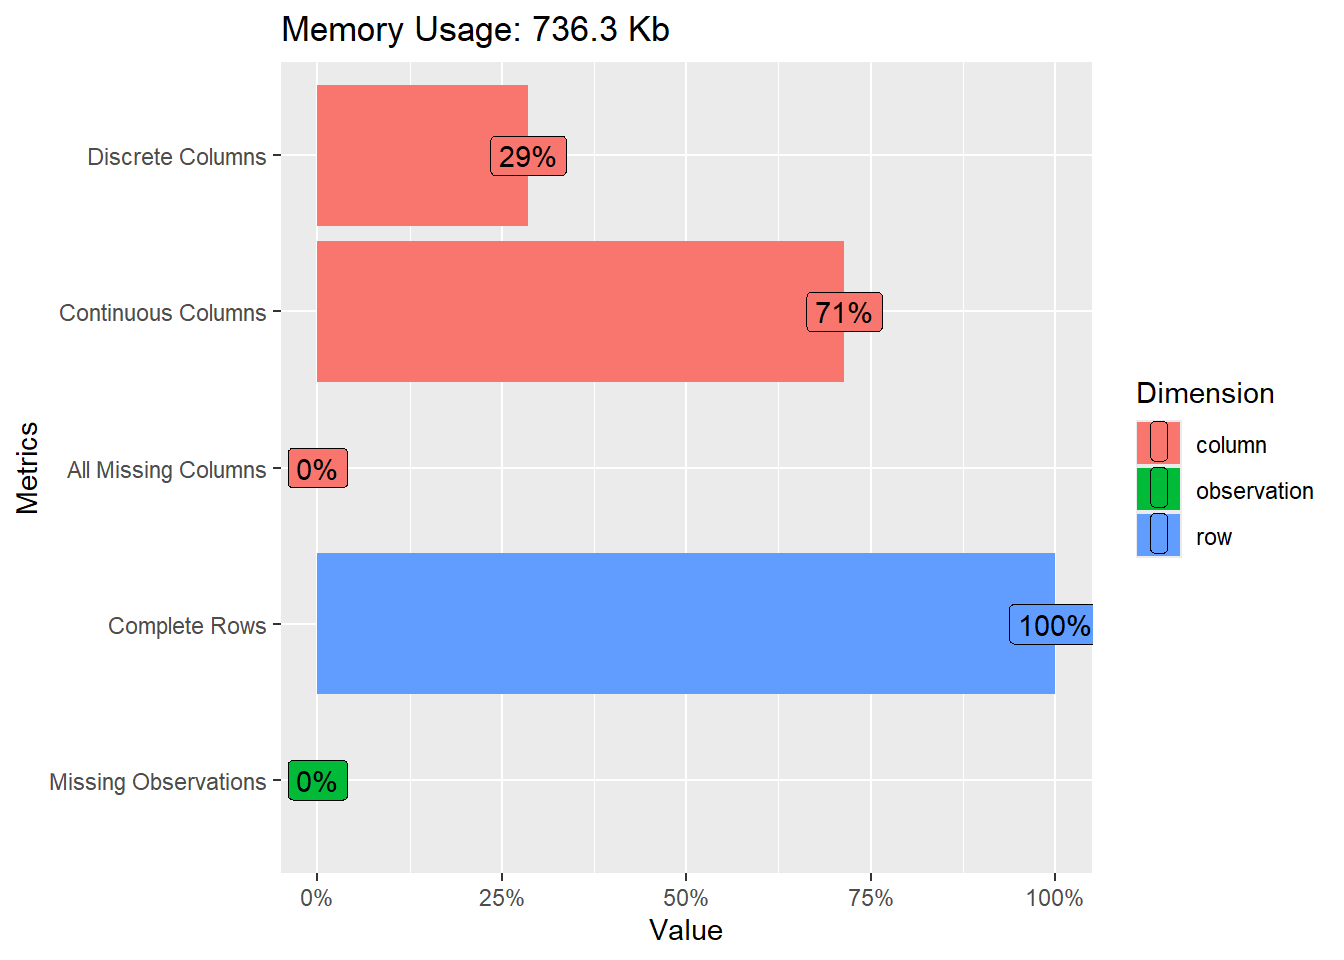 Memory Usage: 736.3 Kb
Discrete Columns
29%
Continuous Columns
71%
All Missing Columns
0%
Complete Rows
100%
Missing Observations
0%
0%
25%
50%
75%
100%
Value
Metrics
Dimension
column
observation
row